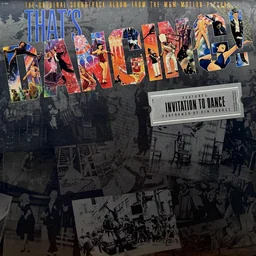 THE ORIGINAL SOUNDTRACK ALBUM FROM THE MGM MOTION PICTURE
THAT'S
DANCING!
FEATURES
INVITATION TO DANCE
PERFORMED BY KIM CARNES